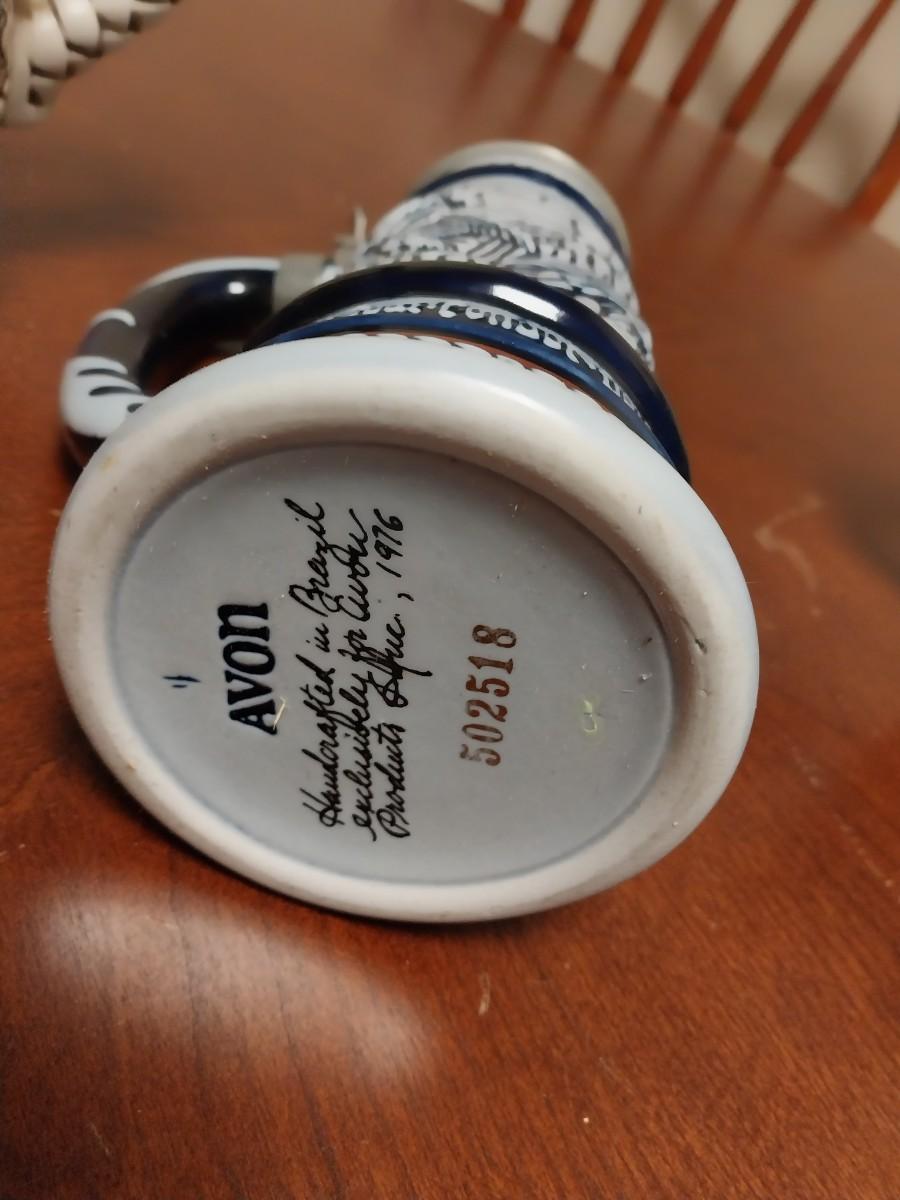 AVON
Handcrafted in Brazil
exclusively for Avon
Products Inc., 1976
502518